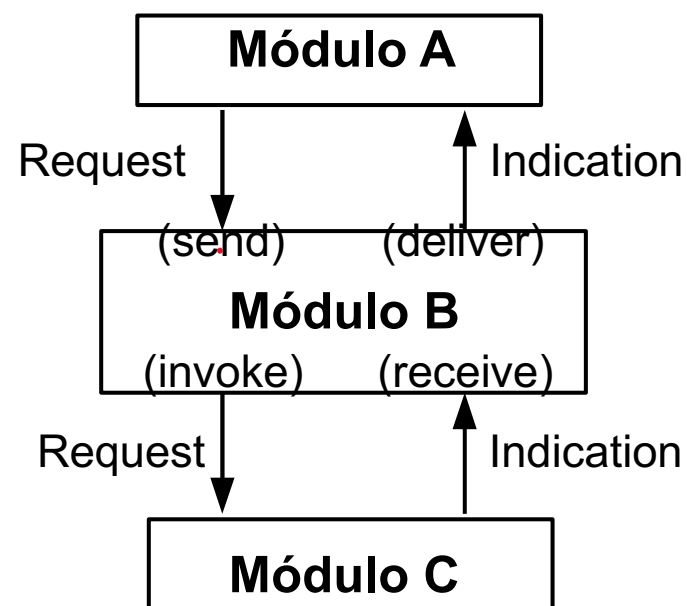 Módulo A
Request Indication
(send) (deliver)
Módulo B
(invoke) (receive)
Request Indication
Módulo C